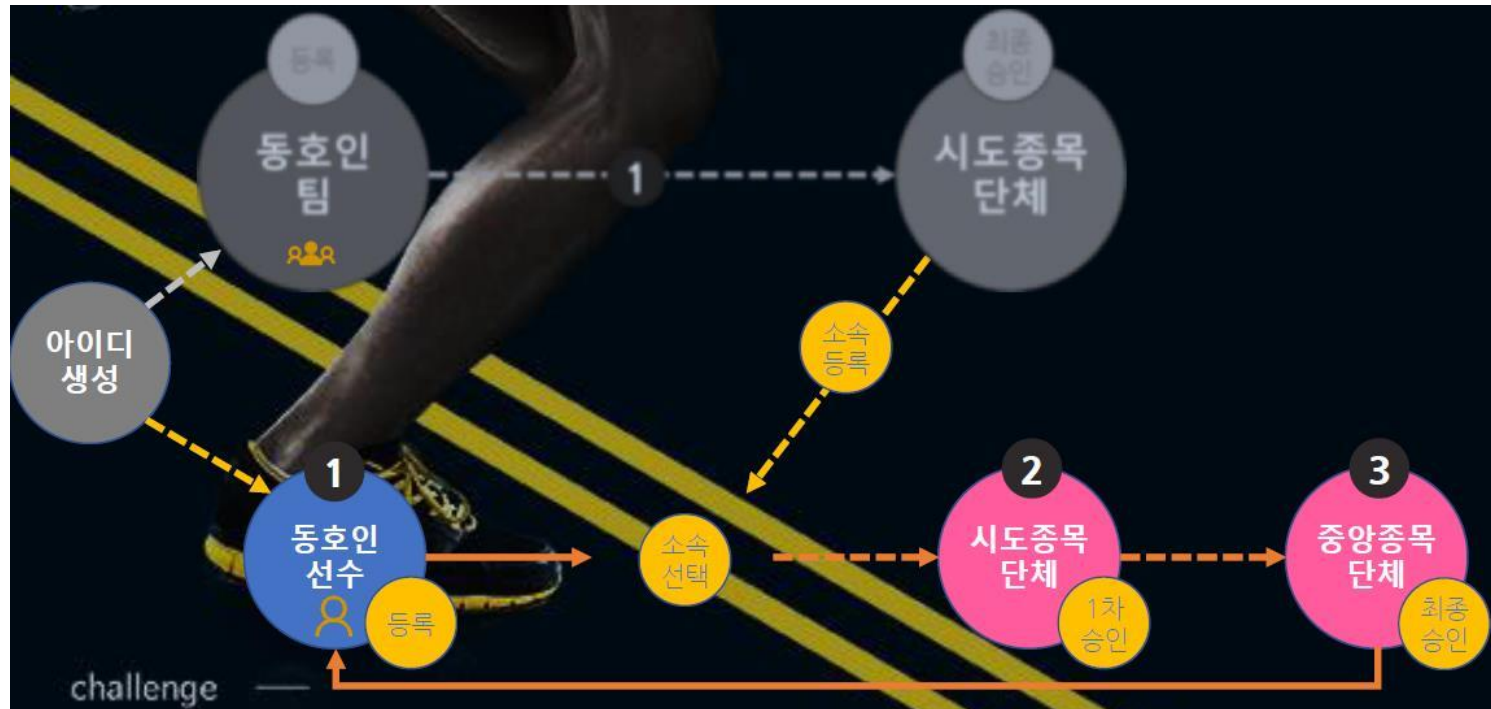 등록
동호인
팀
1
최종
승인
시도종목
단체
아이디
생성
소속
등록
1
동호인
선수
등록
소속
선택
2
시도종목
단체
1차
승인
3
중앙종목
단체
최종
승인
challenge